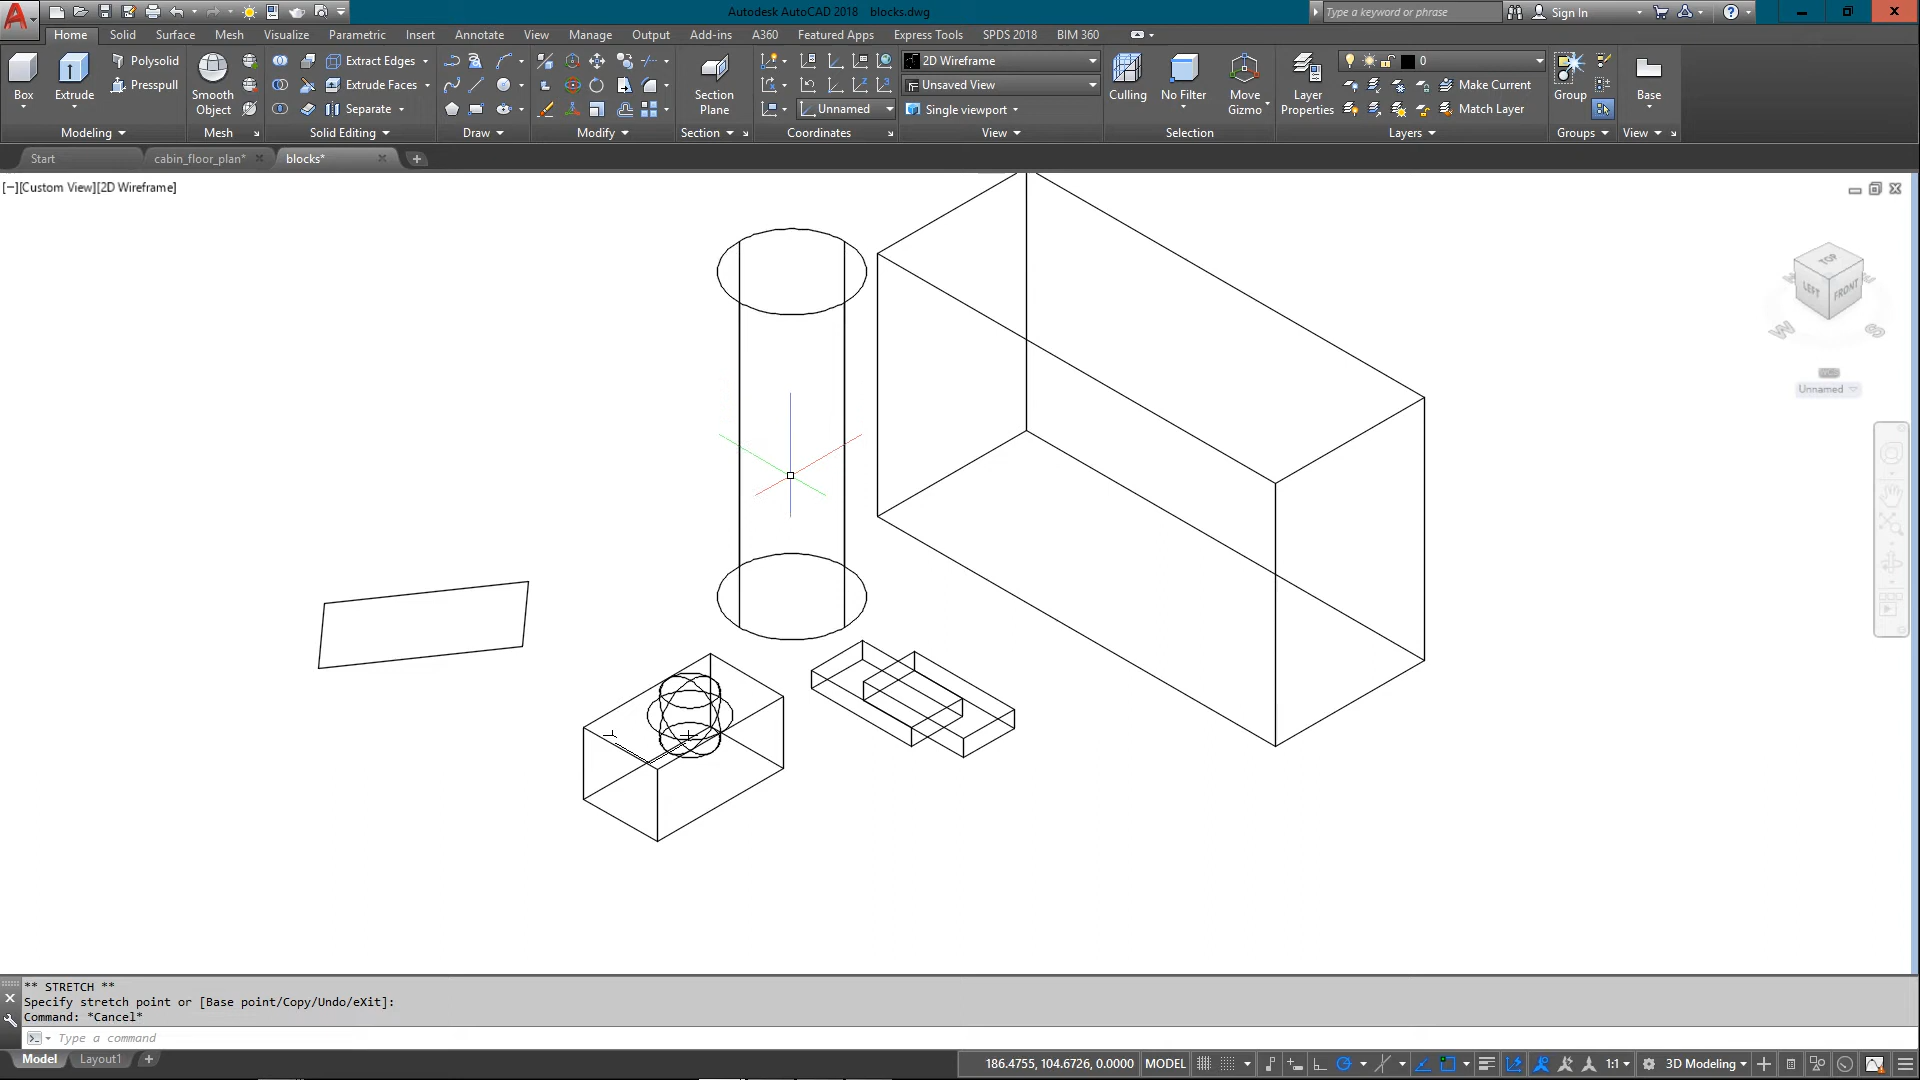 Autodesk AutoCAD 2018 blocks.dwg
Type a keyword or phrase
Sign In
Home Solid Surface Mesh Visualize Parametric Insert Annotate View Manage Output Add-ins A360 Featured Apps Express Tools SPDS 2018 BIM 360
Box
Extrude
Polysolid
Presspull
Modeling
Smooth
Object
Mesh
Extract Edges
Extrude Faces
Separate
Solid Editing
Draw
Modify
Section
Plane
Section
Unnamed
Coordinates
2D Wireframe
Unsaved View
Single viewport
View
Culling
No Filter
Move
Gizmo
Selection
Layer
Properties
0
Make Current
Match Layer
Layers
Group
Groups
Base
View
Start cabin_floor_plan* blocks*
[−][Custom View][2D Wireframe]
TOP
LEFT FRONT
W S
WCS
Unnamed
** STRETCH **
Specify stretch point or [Base point/Copy/Undo/eXit]:
Command: *Cancel*
Type a command
Model Layout1
186.4755, 104.6726, 0.0000 MODEL 1:1 3D Modeling